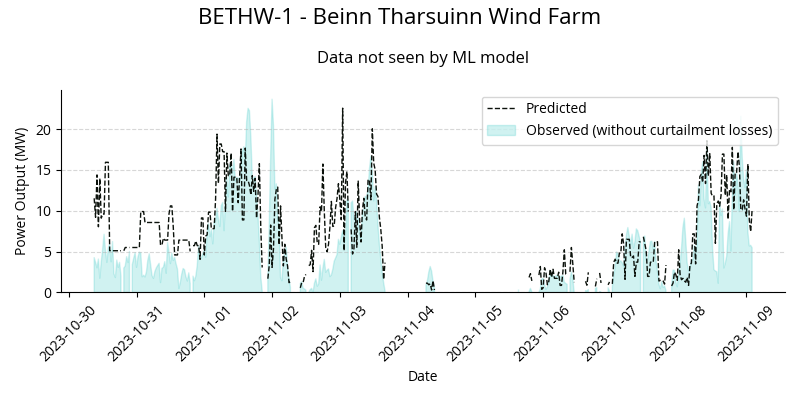 BETHW-1 - Beinn Tharsuinn Wind Farm
Data not seen by ML model
Predicted
Observed (without curtailment losses)
Power Output (MW)
20
15
10
5
0
2023-10-30
2023-10-31
2023-11-01
2023-11-02
2023-11-03
2023-11-04
2023-11-05
2023-11-06
2023-11-07
2023-11-08
2023-11-09
Date